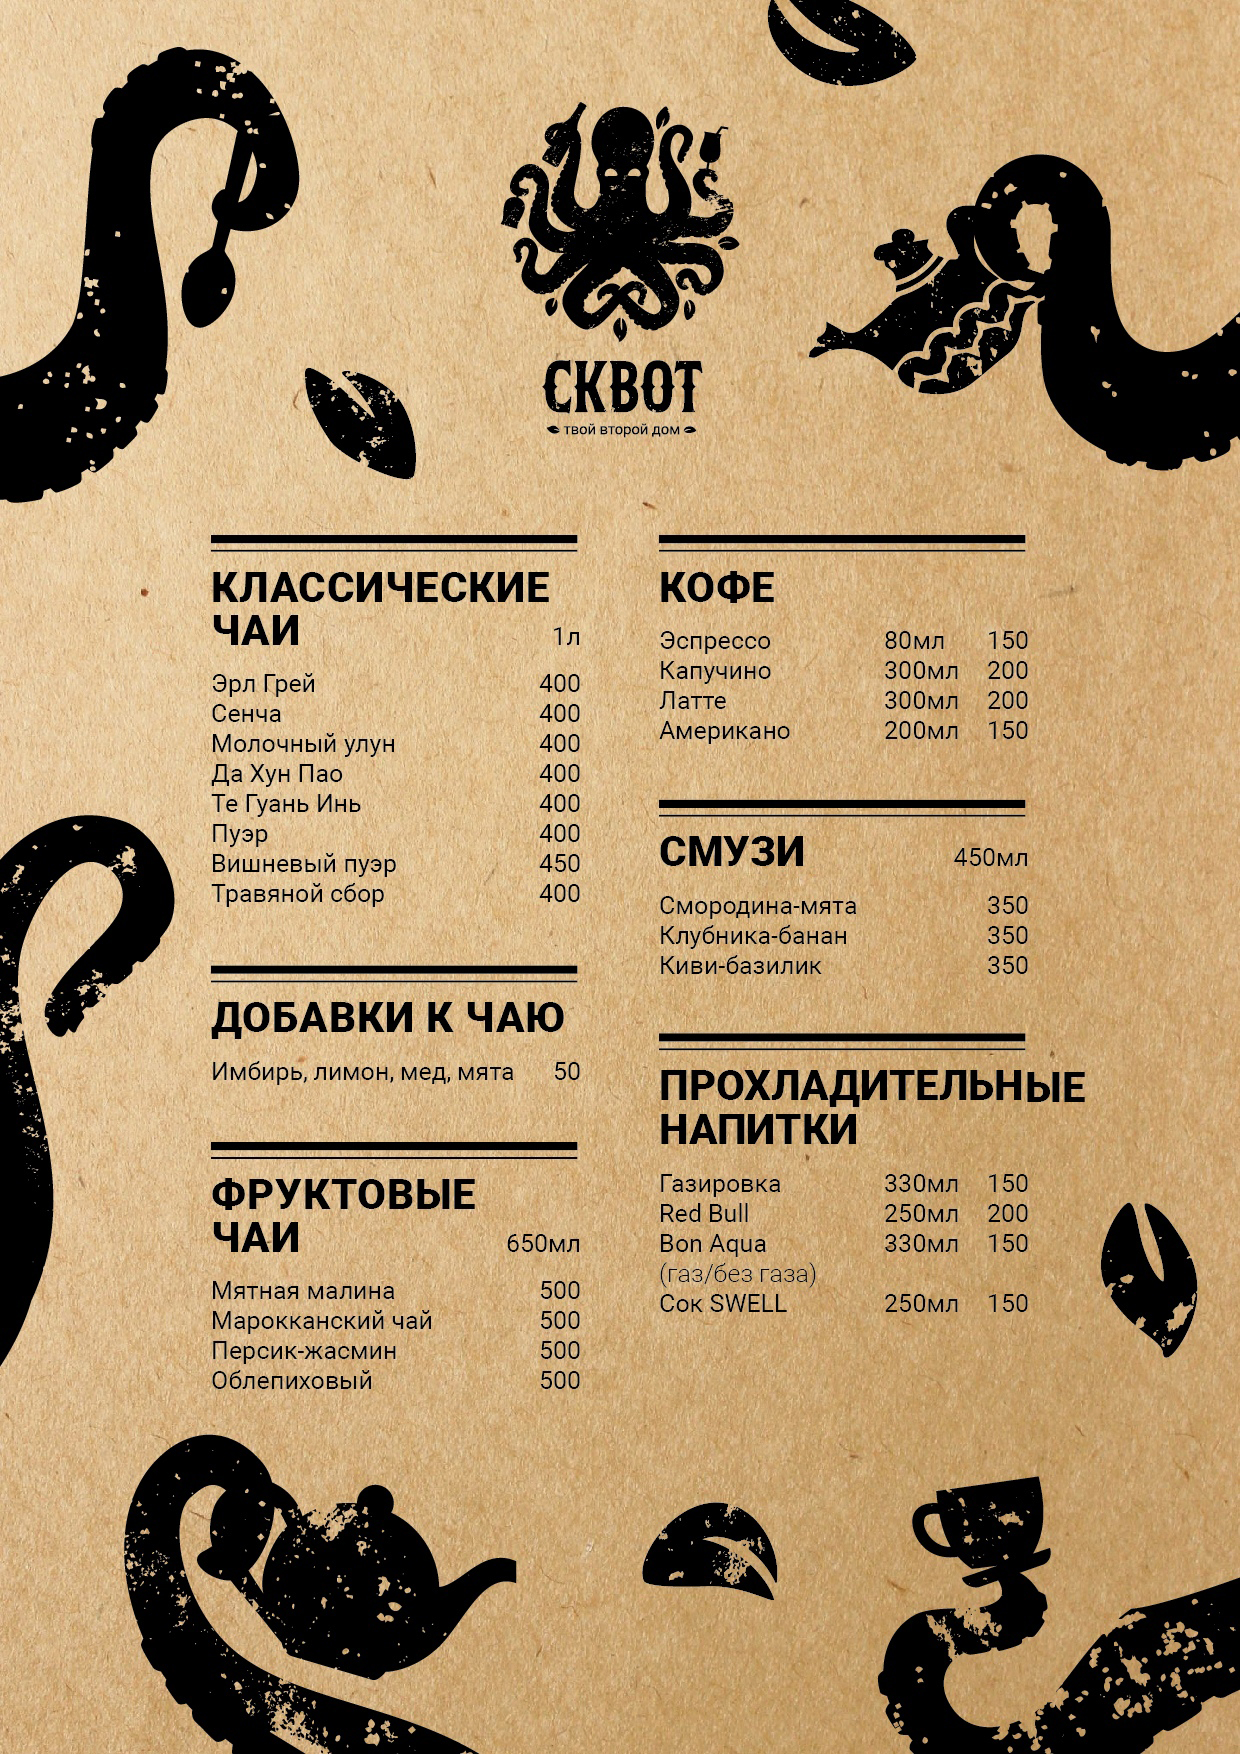 СКВОТ
твой второй дом
КЛАССИЧЕСКИЕ
ЧАИ 1л
Эрл Грей 400
Сенча 400
Молочный улун 400
Да Хун Пао 400
Те Гуань Инь 400
Пуэр 400
Вишневый пуэр 450
Травяной сбор 400
ДОБАВКИ К ЧАЮ
Имбирь, лимон, мед, мята 50
ФРУКТОВЫЕ
ЧАИ 650мл
Мятная малина 500
Марокканский чай 500
Персик-жасмин 500
Облепиховый 500
КОФЕ
Эспрессо 80мл 150
Капучино 300мл 200
Латте 300мл 200
Американо 200мл 150
СМУЗИ 450мл
Смородина-мята 350
Клубника-банан 350
Киви-базилик 350
ПРОХЛАДИТЕЛЬНЫЕ
НАПИТКИ
Газировка 330мл 150
Red Bull 250мл 200
Bon Aqua 330мл 150
(газ/без газа)
Сок SWELL 250мл 150